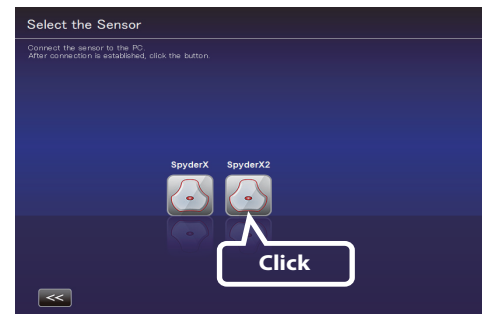 Select the Sensor
Connect the sensor to the PC.
After connection is established, click the button.
SpyderX SpyderX2
Click
<<